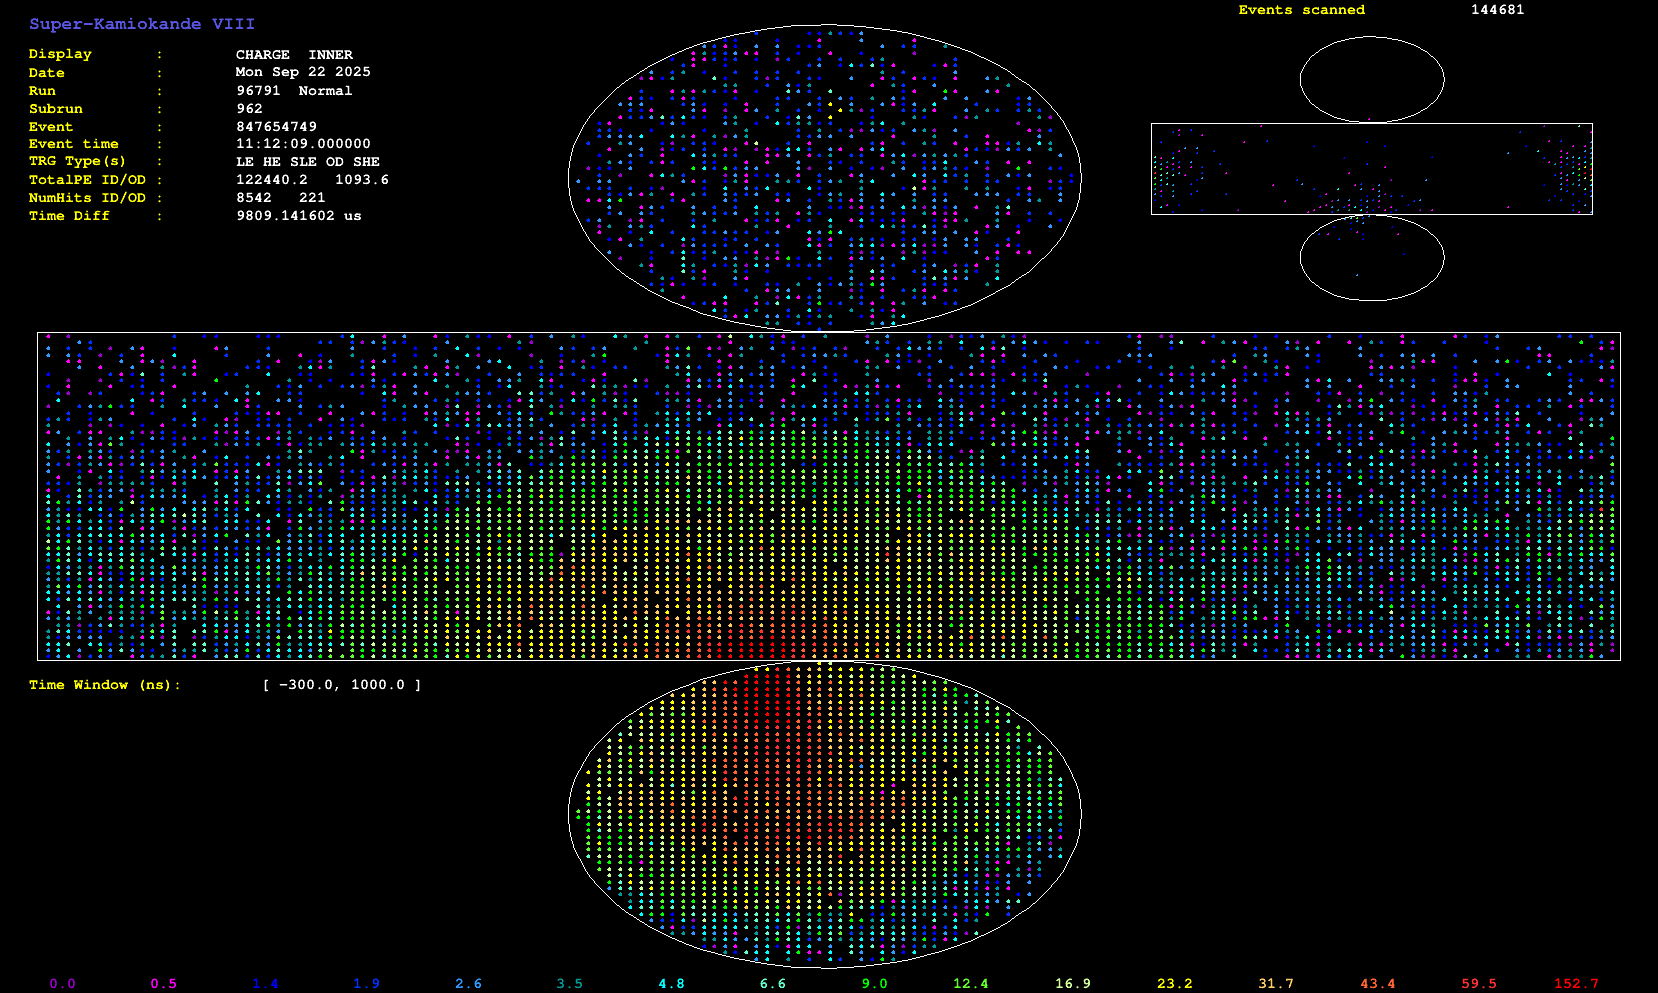 Super-Kamiokande VIII
Display : CHARGE INNER
Date : Mon Sep 22 2025
Run : 96791 Normal
Subrun : 962
Event : 847654749
Event time : 11:12:09.000000
TRG Type(s) : LE HE SLE OD SHE
TotalPE ID/OD : 122440.2 1093.6
NumHits ID/OD : 8542 221
Time Diff : 9809.141602 us
Events scanned 144681
Time Window (ns): [ -300.0, 1000.0 ]
0.0 0.5 1.4 1.9 2.6 3.5 4.8 6.6 9.0 12.4 16.9 23.2 31.7 43.4 59.5 152.7